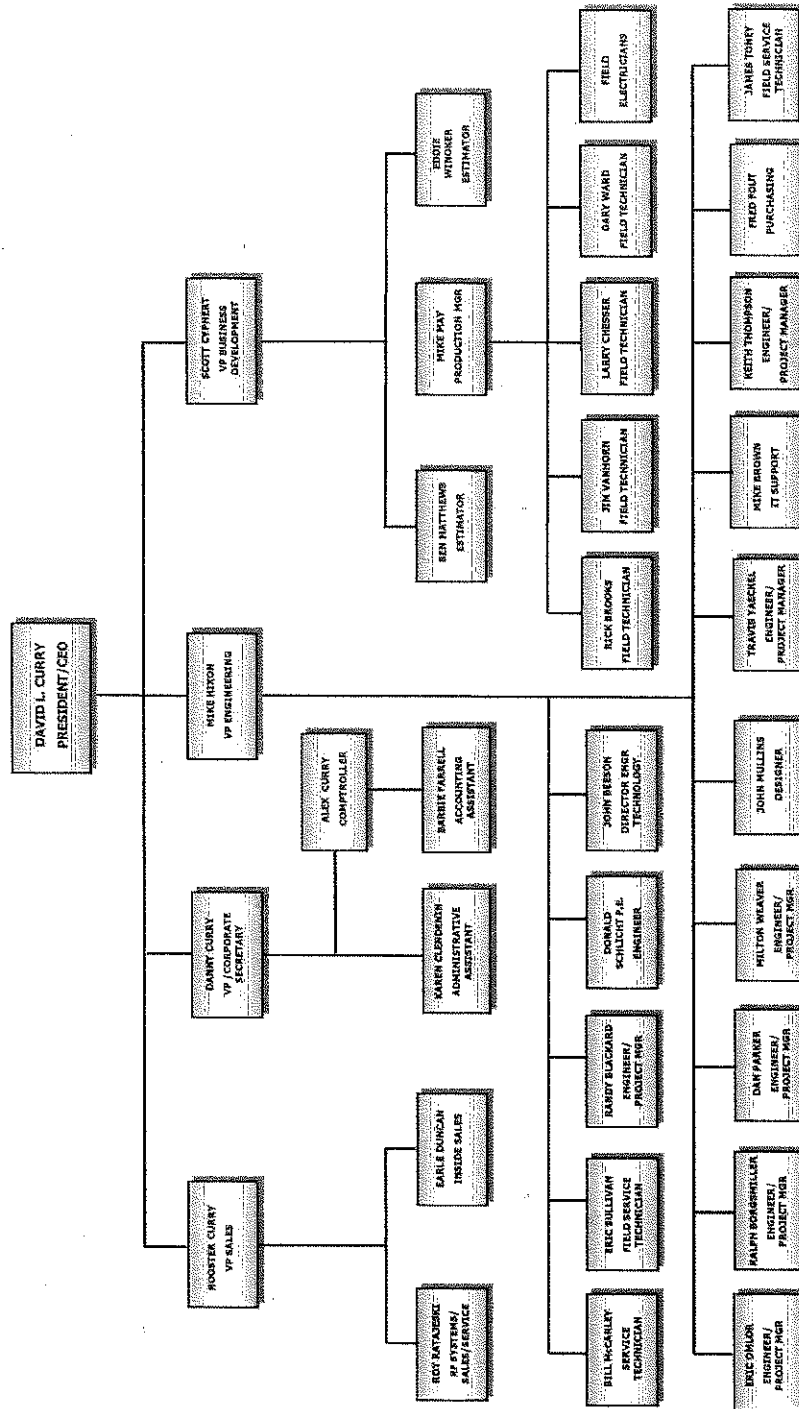 DAVID L. CURRY
PRESIDENT/CEO
ROOSTER CURRY
VP SALES
DANNY CURRY
VP/CORPORATE
SECRETARY
MIKE HIXON
VP ENGINEERING
SCOTT CYPHERT
VP BUSINESS
DEVELOPMENT
ALEX CURRY
COMPTROLLER
ROY RATAJESKI
RF SYSTEMS/
SALES/SERVICE
EARLE DUNCAN
INSIDE SALES
KAREN CLENDENIN
ADMINISTRATIVE
ASSISTANT
BARBIE FARRELL
ACCOUNTING
ASSISTANT
BEN MATTHEWS
ESTIMATOR
MIKE MAY
PRODUCTION MGR
EDDIE
WINOKER
ESTIMATOR
BILL McCARLEY
SERVICE
TECHNICIAN
ERIC SULLIVAN
FIELD SERVICE
TECHNICIAN
RANDY BLACKARD
ENGINEER/
PROJECT MGR
DONALD
SCHLICHT P.E.
ENGINEER
JOHN BEESON
DIRECTOR EMGR
TECHNOLOGY
RICK BROOKS
FIELD TECHNICIAN
JIM VANHORN
FIELD TECHNICIAN
LARRY CHESSER
FIELD TECHNICIAN
GARY WARD
FIELD TECHNICIAN
FIELD
ELECTRICIANS
ERIC OMLOR
ENGINEER/
PROJECT MGR
RALPH BORGSMILLER
ENGINEER/
PROJECT MGR
DAN PARKER
ENGINEER/
PROJECT MGR
MILTON WEAVER
ENGINEER/
PROJECT MGR
JOHN MULLINS
DESIGNER
TRAVIS YAECKEL
ENGINEER/
PROJECT MANAGER
MIKE BROWN
IT SUPPORT
KEITH THOMPSON
ENGINEER/
PROJECT MANAGER
FRED POUT
PURCHASING
JAMES TONEY
FIELD SERVICE
TECHNICIAN